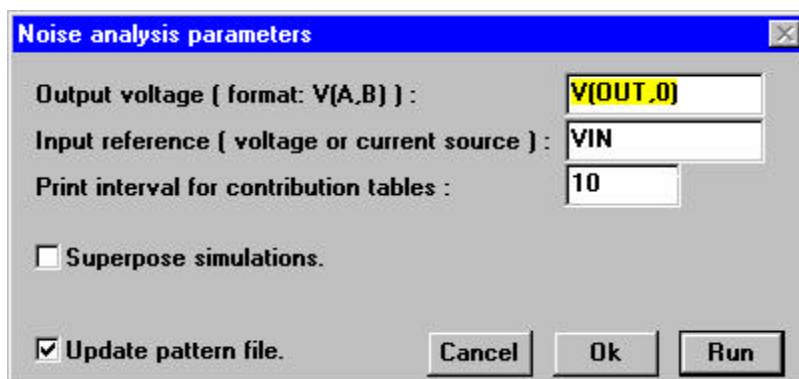 Noise analysis parameters
Output voltage ( format: V(A,B) ) : V(OUT,0)
Input reference ( voltage or current source ) : VIN
Print interval for contribution tables : 10
Superpose simulations.
Update pattern file. Cancel Ok Run